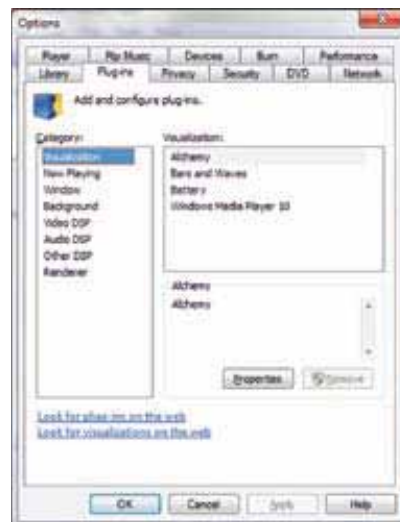 Options
Player Rip Music Devices Burn Performance
Library Plug-ins Privacy Security DVD Network
Add and configure plug-ins.
Category: Visualization:
Visualization
Now Playing
Window
Background
Video DSP
Audio DSP
Other DSP
Renderer
Alchemy
Bars and Waves
Battery
Windows Media Player 10
Alchemy
Alchemy
Properties Remove
Look for plug-ins on the web
Look for visualizations on the web
OK Cancel Apply Help